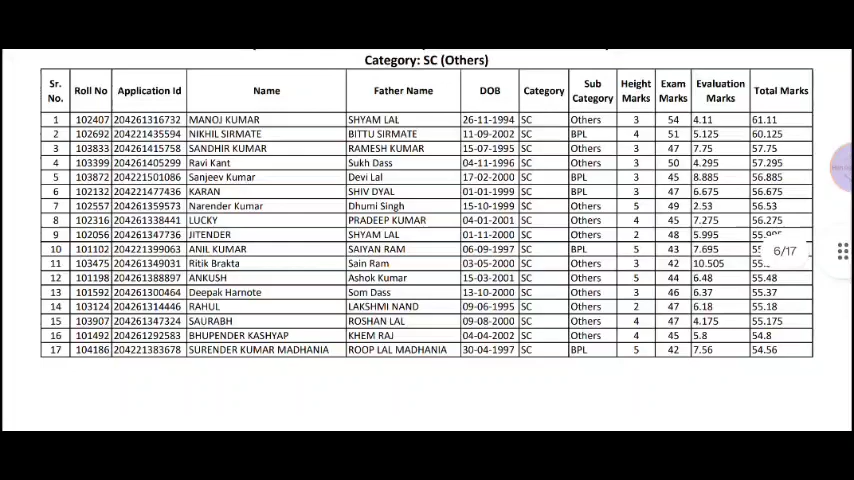 Category: SC (Others)
Sr. No. Roll No Application Id Name Father Name DOB Category Sub Category Height Marks Exam Marks Evaluation Marks Total Marks
1 102407 204261316732 MANOJ KUMAR SHYAM LAL 26-11-1994 SC Others 3 54 4.11 61.11
2 102692 204221435594 NIKHIL SIRMATE BITTU SIRMATE 11-09-2002 SC BPL 4 51 5.125 60.125
3 103833 204261415758 SANDHIR KUMAR RAMESH KUMAR 15-07-1995 SC Others 3 47 7.75 57.75
4 103399 204261405299 Ravi Kant Sukh Dass 04-11-1996 SC Others 3 50 4.295 57.295
5 103872 204221501086 Sanjeev Kumar Devi Lal 17-02-2000 SC BPL 3 45 8.885 56.885
6 102132 204221477436 KARAN SHIV DYAL 01-01-1999 SC BPL 3 47 6.675 56.675
7 102557 204261359573 Narender Kumar Dhumi Singh 15-10-1999 SC Others 5 49 2.53 56.53
8 102316 204261338441 LUCKY PRADEEP KUMAR 04-01-2001 SC Others 4 45 7.275 56.275
9 102056 204261347736 JITENDER SHYAM LAL 01-11-2000 SC Others 2 48 5.995 55.995
10 101102 204221399063 ANIL KUMAR SAIYAN RAM 06-09-1997 SC BPL 5 43 7.695
6/17
11 103475 204261349031 Ritik Brakta Sain Ram 03-05-2000 SC Others 3 42 10.505
12 101198 204261388897 ANKUSH Ashok Kumar 15-03-2001 SC Others 5 44 6.48 55.48
13 101592 204261300464 Deepak Harnote Som Dass 13-10-2000 SC Others 3 46 6.37 55.37
14 103124 204261314446 RAHUL LAKSHMI NAND 09-06-1995 SC Others 2 47 6.18 55.18
15 103907 204261347324 SAURABH ROSHAN LAL 09-08-2000 SC Others 4 47 4.175 55.175
16 101492 204261292583 BHUPENDER KASHYAP KHEM RAJ 04-04-2002 SC Others 4 45 5.8 54.8
17 104186 204221383678 SURENDER KUMAR MADHANIA ROOP LAL MADHANIA 30-04-1997 SC BPL 5 42 7.56 54.56